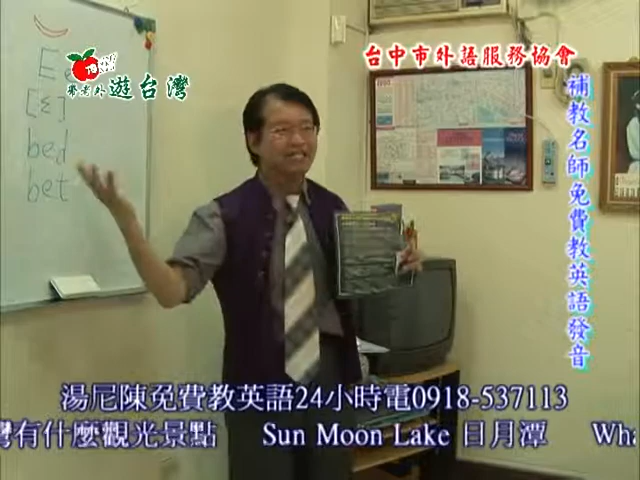 Ee
[ɛ]
bed
bet
遊台灣
台中市外語服務協會
補教名師免費教英語發音
湯尼陳免費教英語24小時電0918-537113
灣有什麼觀光景點 Sun Moon Lake 日月潭 Wha